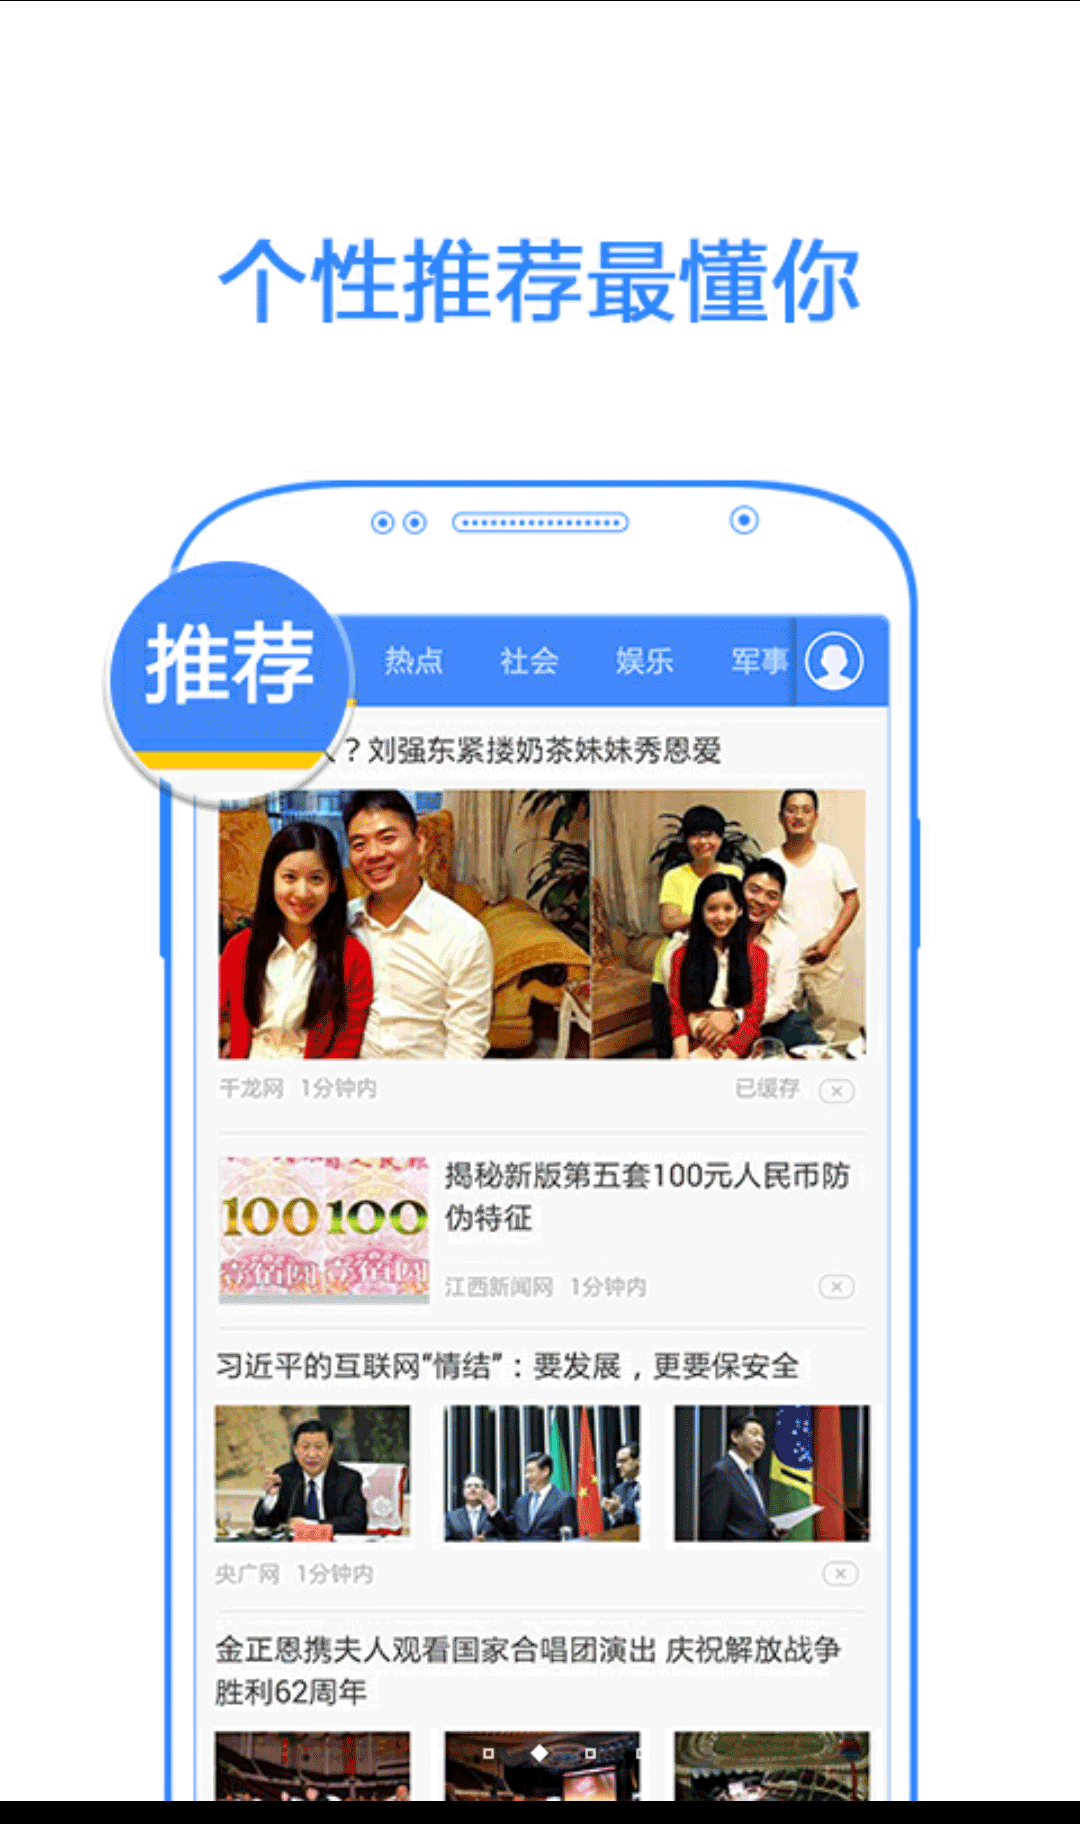 个性推荐最懂你
推荐 热点 社会 娱乐 军事
？刘强东紧搂奶茶妹妹秀恩爱
千龙网 1分钟内 已缓存
100 100
揭秘新版第五套100元人民币防
伪特征
江西新闻网 1分钟内
习近平的互联网“情结”：要发展，更要保安全
央广网 1分钟内
金正恩携夫人观看国家合唱团演出 庆祝解放战争
胜利62周年